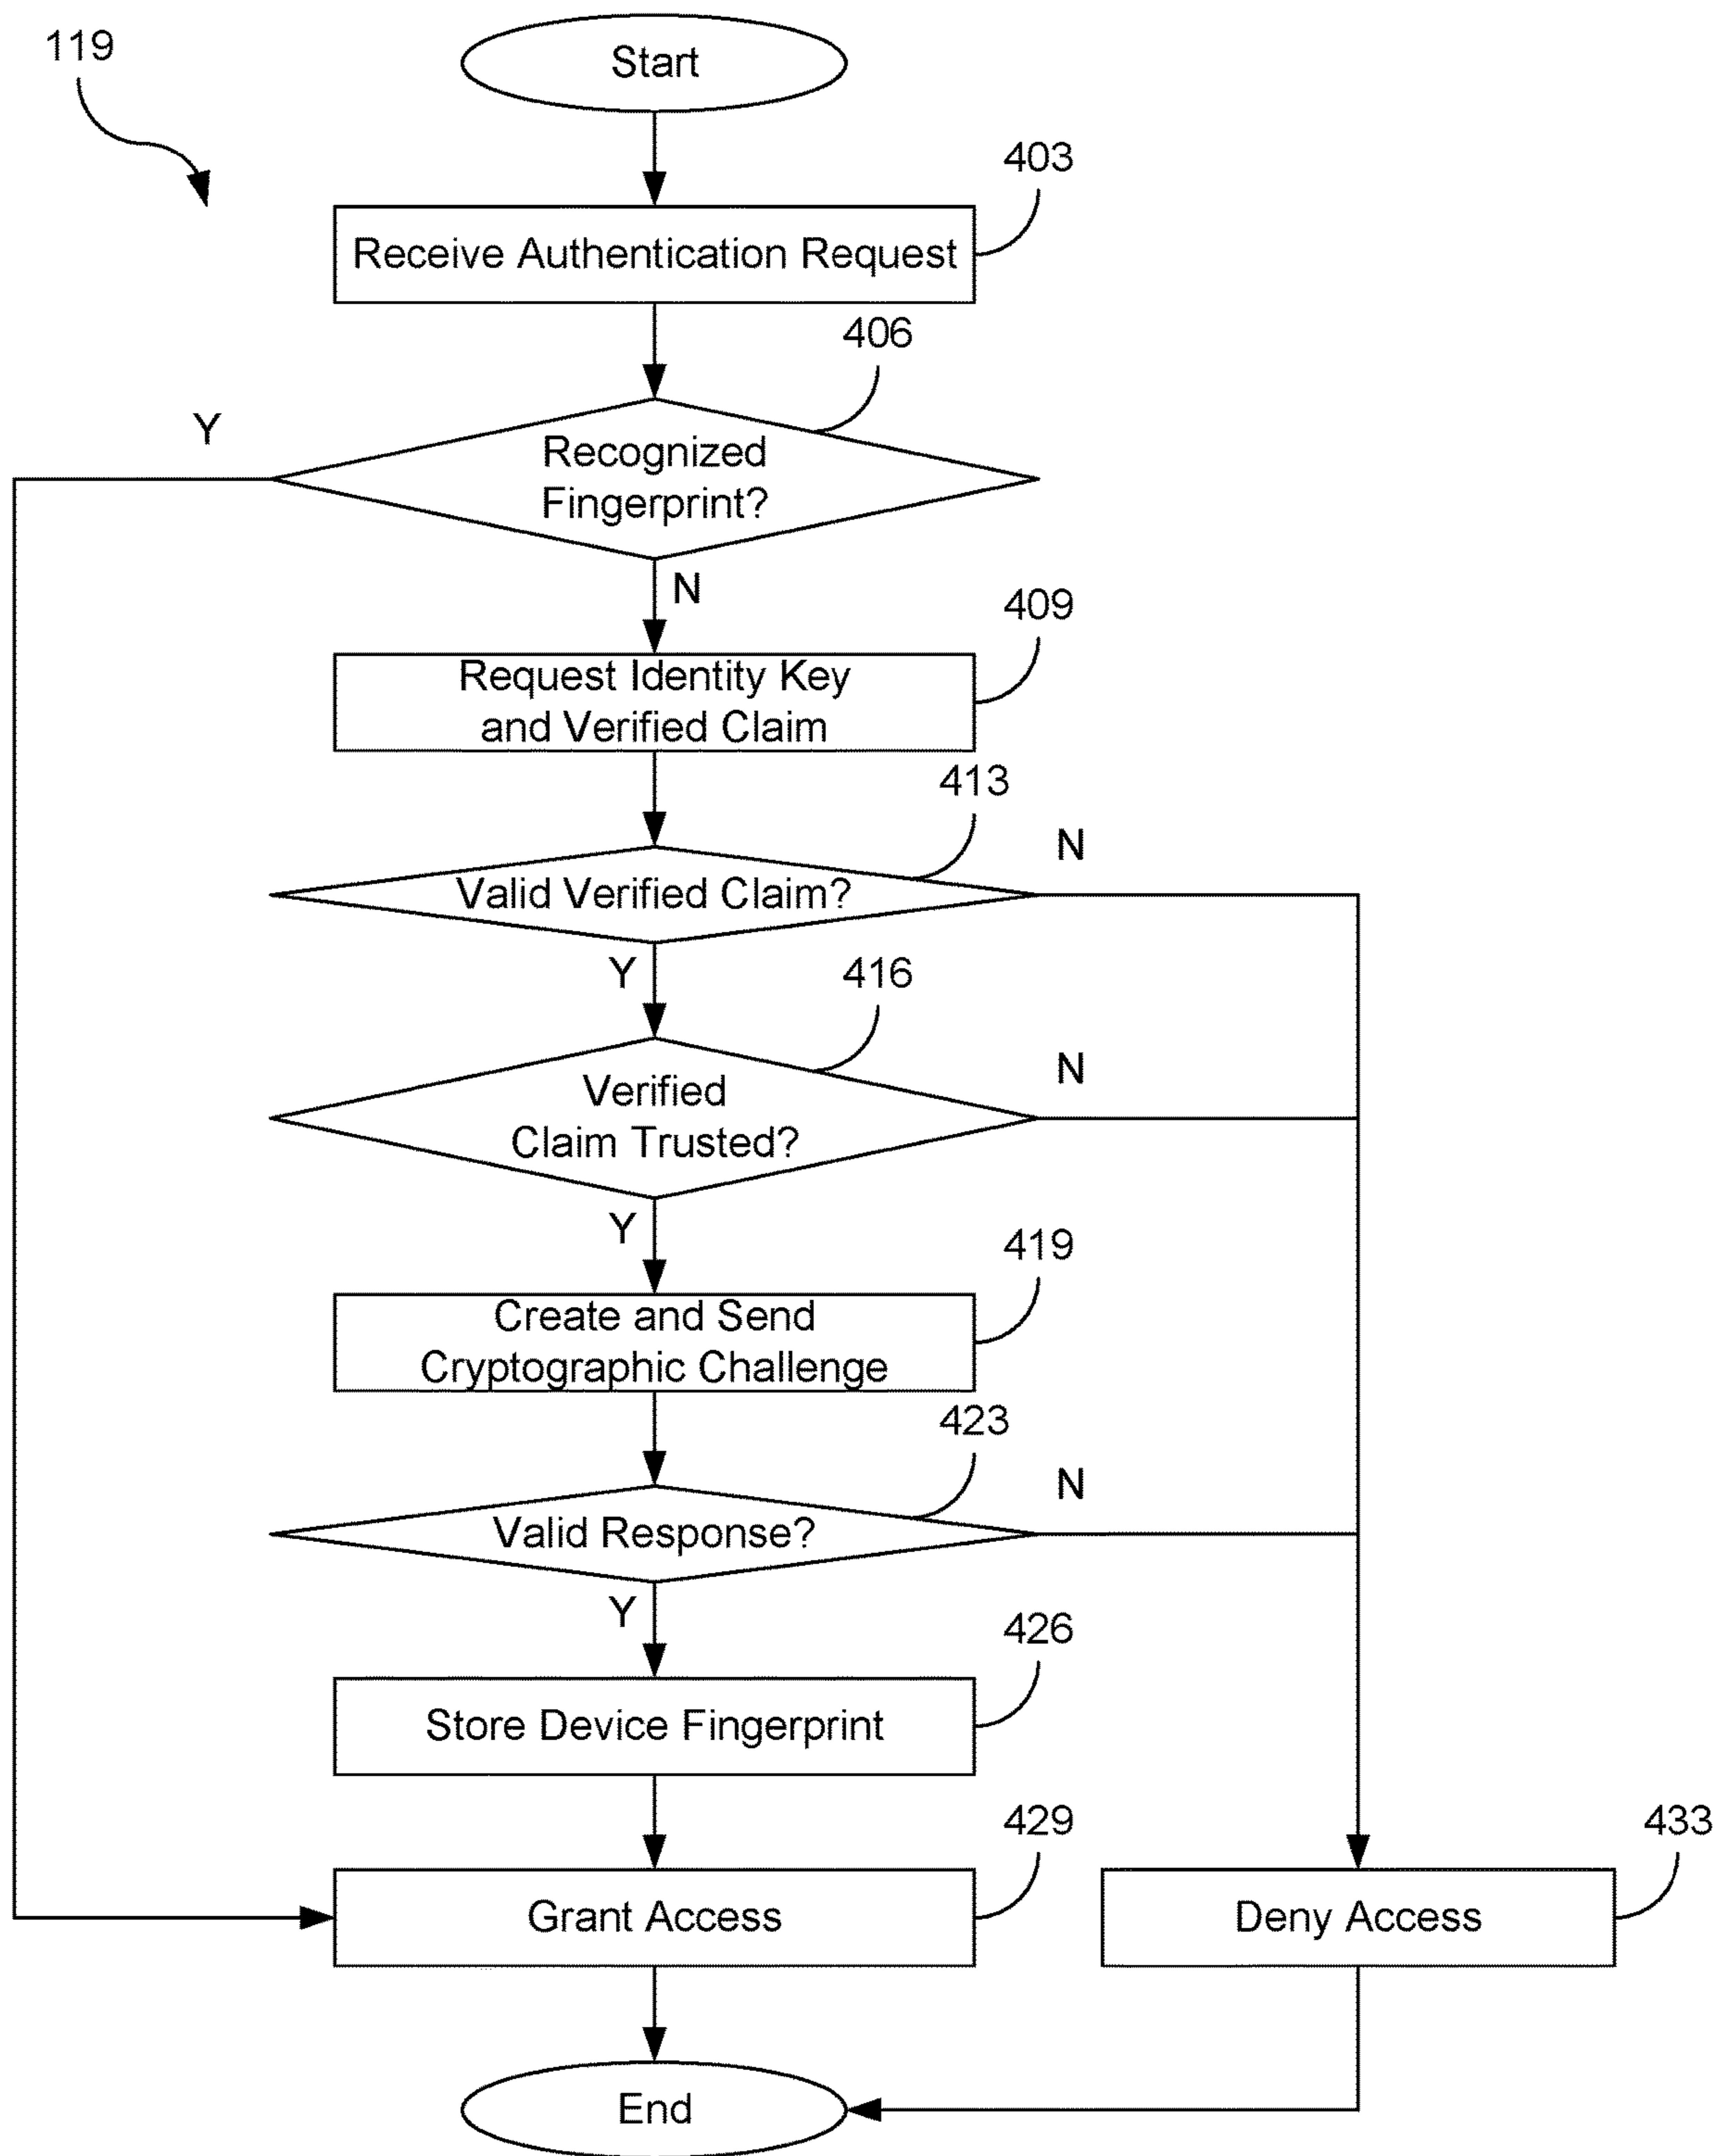 119
Start
403
Receive Authentication Request
406
Y
Recognized
Fingerprint?
N
409
Request Identity Key
and Verified Claim
413
N
Valid Verified Claim?
Y
416
N
Verified
Claim Trusted?
Y
419
Create and Send
Cryptographic Challenge
423
N
Valid Response?
Y
426
Store Device Fingerprint
429
433
Grant Access
Deny Access
End